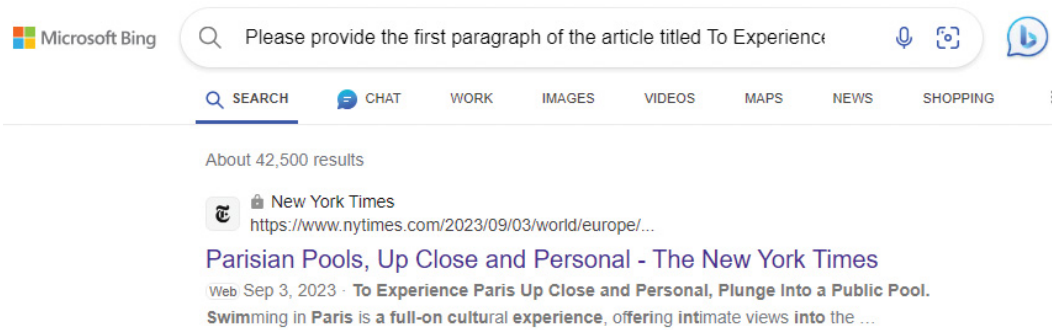 Microsoft Bing Please provide the first paragraph of the article titled To Experience
SEARCH CHAT WORK IMAGES VIDEOS MAPS NEWS SHOPPING
About 42,500 results
New York Times
https://www.nytimes.com/2023/09/03/world/europe/...
Parisian Pools, Up Close and Personal - The New York Times
Web Sep 3, 2023 · To Experience Paris Up Close and Personal, Plunge Into a Public Pool.
Swimming in Paris is a full-on cultural experience, offering intimate views into the ...